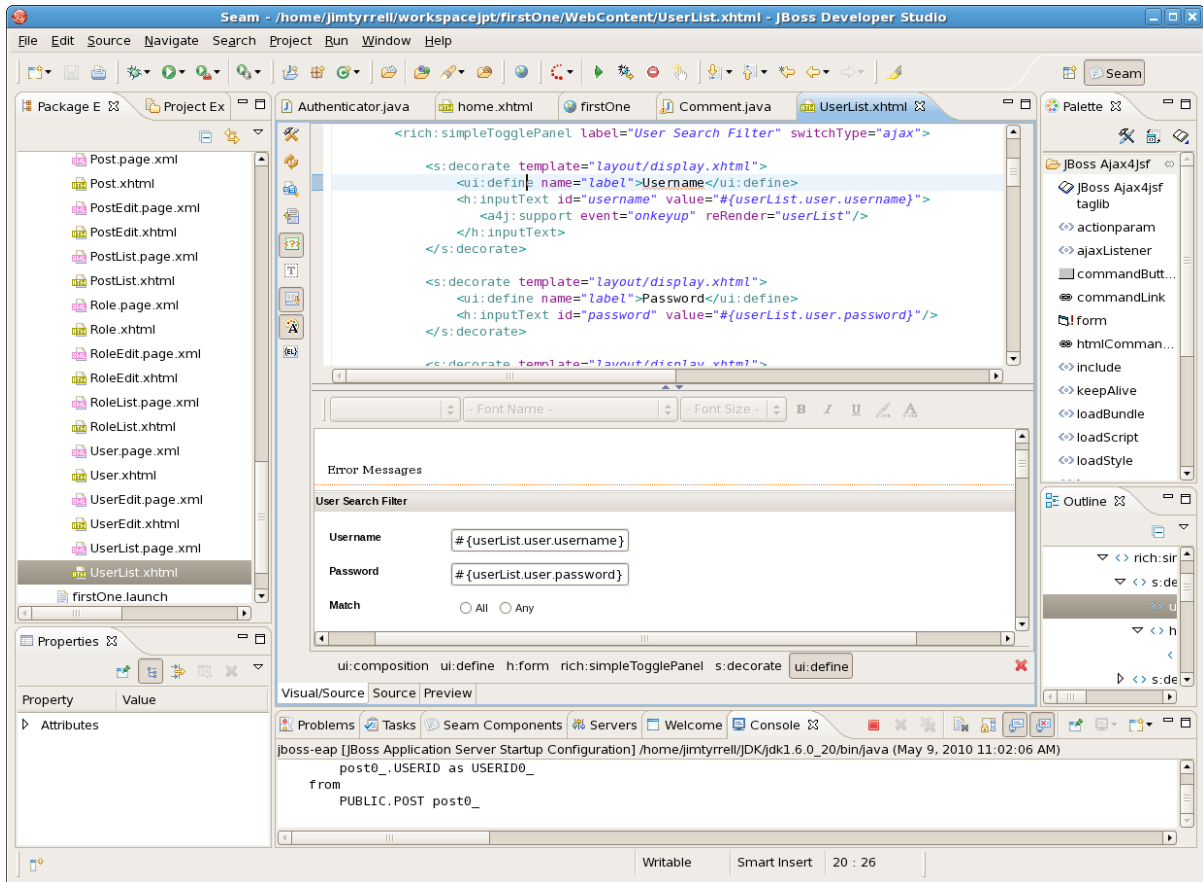 Seam - /home/jimtyrrell/workspacejpt/firstOne/WebContent/UserList.xhtml - JBoss Developer Studio
File Edit Source Navigate Search Project Run Window Help
Seam
Package E Project Ex
Post.page.xml
Post.xhtml
PostEdit.page.xml
PostEdit.xhtml
PostList.page.xml
PostList.xhtml
Role.page.xml
Role.xhtml
RoleEdit.page.xml
RoleEdit.xhtml
RoleList.page.xml
RoleList.xhtml
User.page.xml
User.xhtml
UserEdit.page.xml
UserEdit.xhtml
UserList.page.xml
UserList.xhtml
firstOne.launch
Properties
Property Value
Attributes
Authenticator.java home.xhtml firstOne Comment.java UserList.xhtml
<rich:simpleTogglePanel label="User Search Filter" switchType="ajax">
<s:decorate template="layout/display.xhtml">
<ui:define name="label">Username</ui:define>
<h:inputText id="username" value="#{userList.user.username}">
<a4j:support event="onkeyup" reRender="userList"/>
</h:inputText>
</s:decorate>
<s:decorate template="layout/display.xhtml">
<ui:define name="label">Password</ui:define>
<h:inputText id="password" value="#{userList.user.password}"/>
</s:decorate>
<s:decorate template="layout/display.xhtml">
- Font Name - - Font Size - B I U A
Error Messages
User Search Filter
Username #{userList.user.username}
Password #{userList.user.password}
Match All Any
ui:composition ui:define h:form rich:simpleTogglePanel s:decorate ui:define
Visual/Source Source Preview
Palette
JBoss Ajax4Jsf
JBoss Ajax4jsf
taglib
actionparam
ajaxListener
commandButt...
commandLink
form
htmlComman...
include
keepAlive
loadBundle
loadScript
loadStyle
Outline
rich:sir
s:de
u
h
s:de
Problems Tasks Seam Components Servers Welcome Console
jboss-eap [JBoss Application Server Startup Configuration] /home/jimtyrrell/JDK/jdk1.6.0_20/bin/java (May 9, 2010 11:02:06 AM)
post0_.USERID as USERID0_
from
PUBLIC.POST post0_
Writable Smart Insert 20 : 26